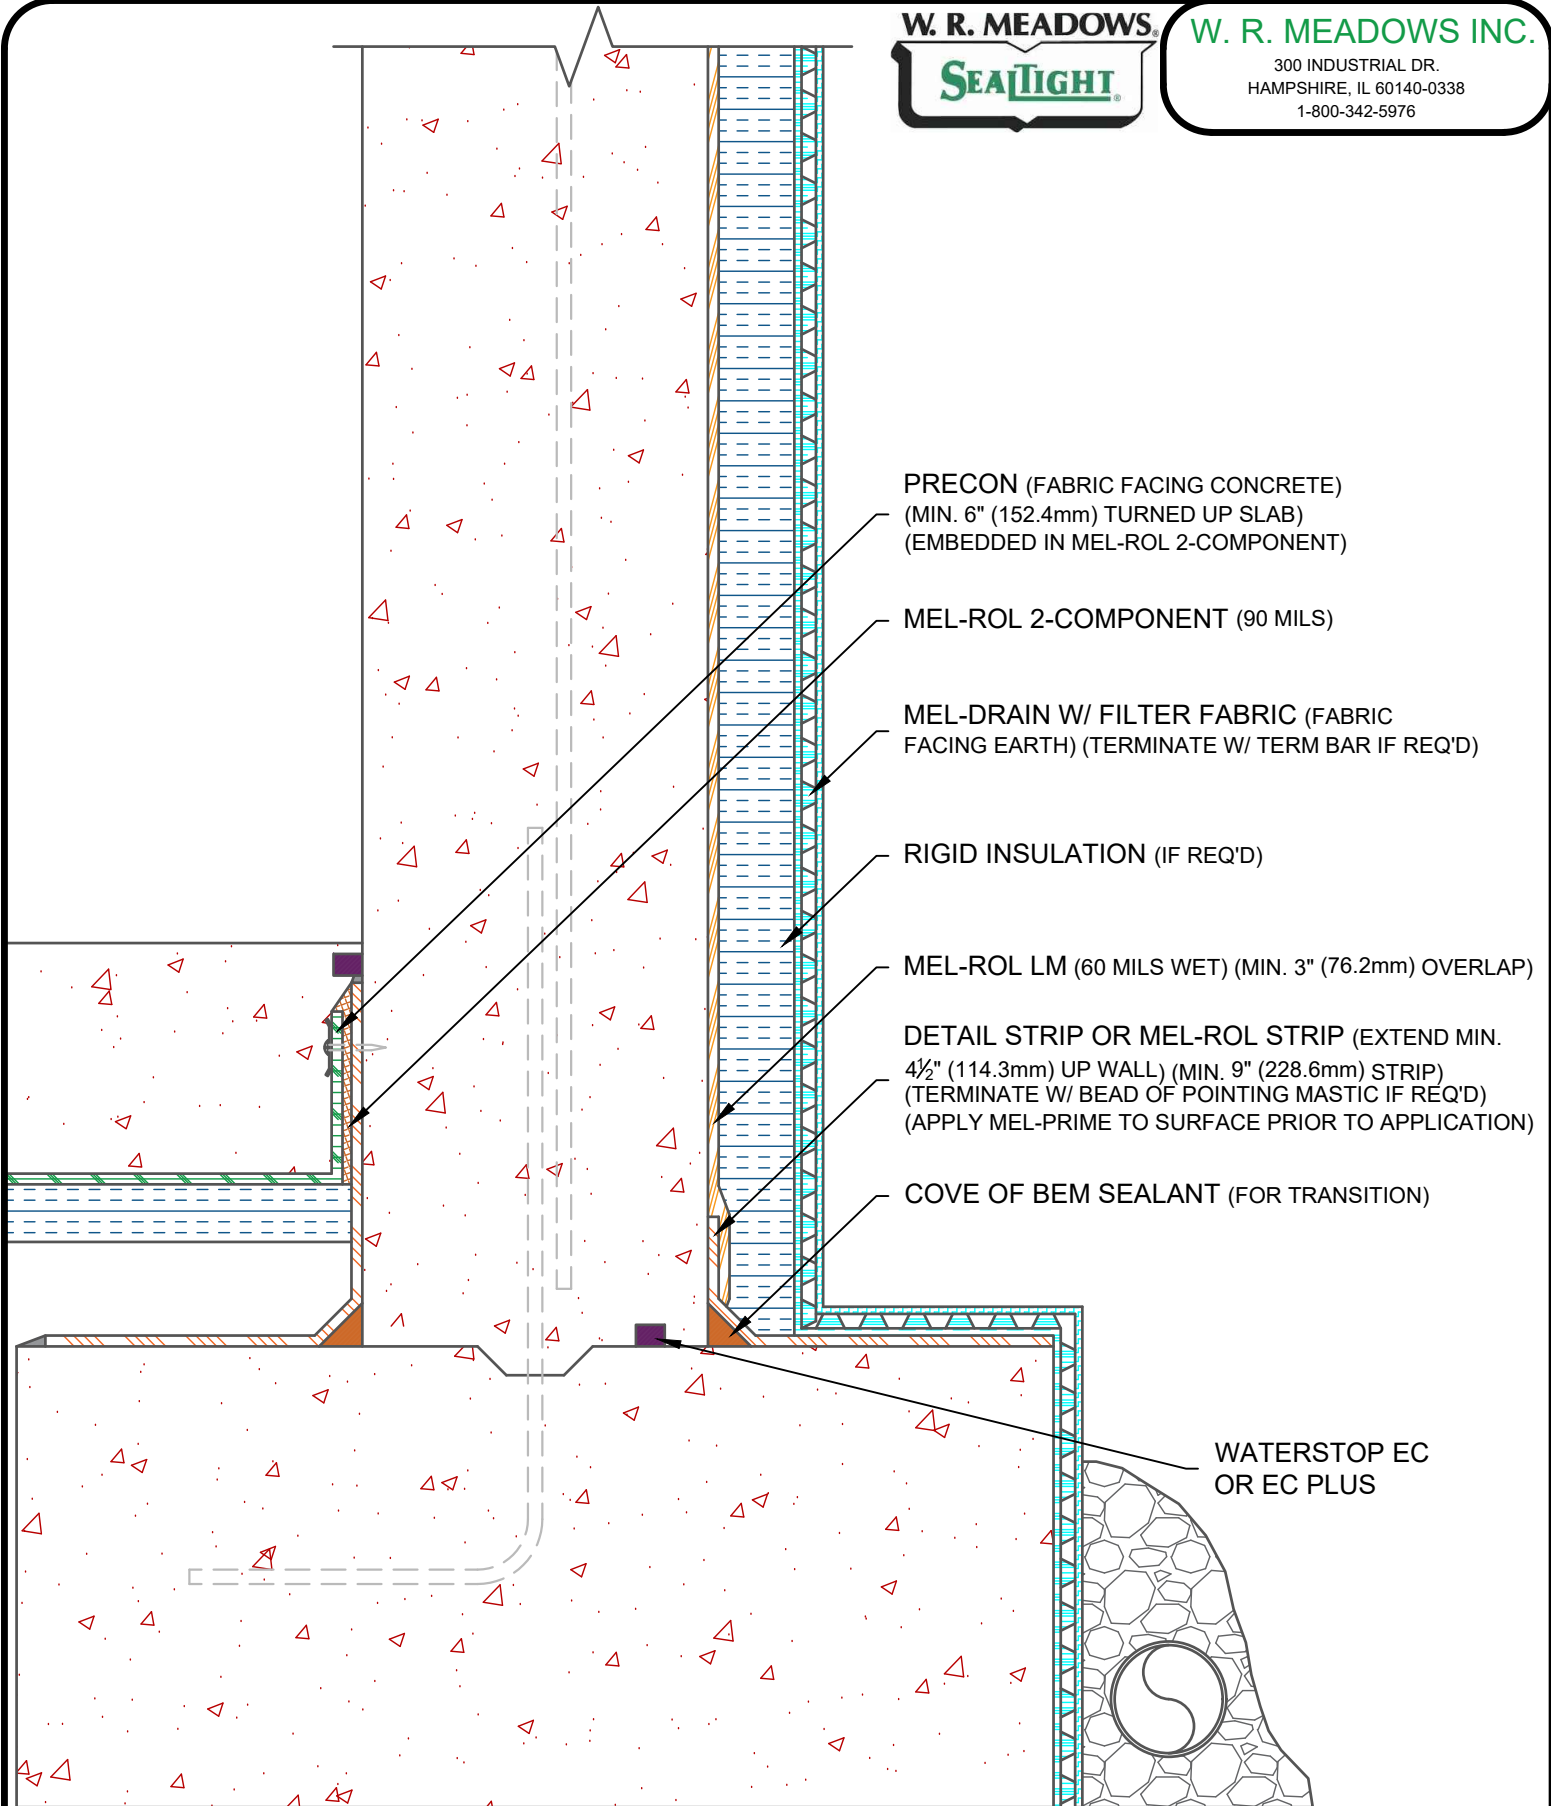 W. R. MEADOWS®
SEALTIGHT®
W. R. MEADOWS INC.
300 INDUSTRIAL DR.
HAMPSHIRE, IL 60140-0338
1-800-342-5976
PRECON (FABRIC FACING CONCRETE)
(MIN. 6" (152.4mm) TURNED UP SLAB)
(EMBEDDED IN MEL-ROL 2-COMPONENT)
MEL-ROL 2-COMPONENT (90 MILS)
MEL-DRAIN W/ FILTER FABRIC (FABRIC
FACING EARTH) (TERMINATE W/ TERM BAR IF REQ'D)
RIGID INSULATION (IF REQ'D)
MEL-ROL LM (60 MILS WET) (MIN. 3" (76.2mm) OVERLAP)
DETAIL STRIP OR MEL-ROL STRIP (EXTEND MIN.
4½" (114.3mm) UP WALL) (MIN. 9" (228.6mm) STRIP)
(TERMINATE W/ BEAD OF POINTING MASTIC IF REQ'D)
(APPLY MEL-PRIME TO SURFACE PRIOR TO APPLICATION)
COVE OF BEM SEALANT (FOR TRANSITION)
WATERSTOP EC
OR EC PLUS